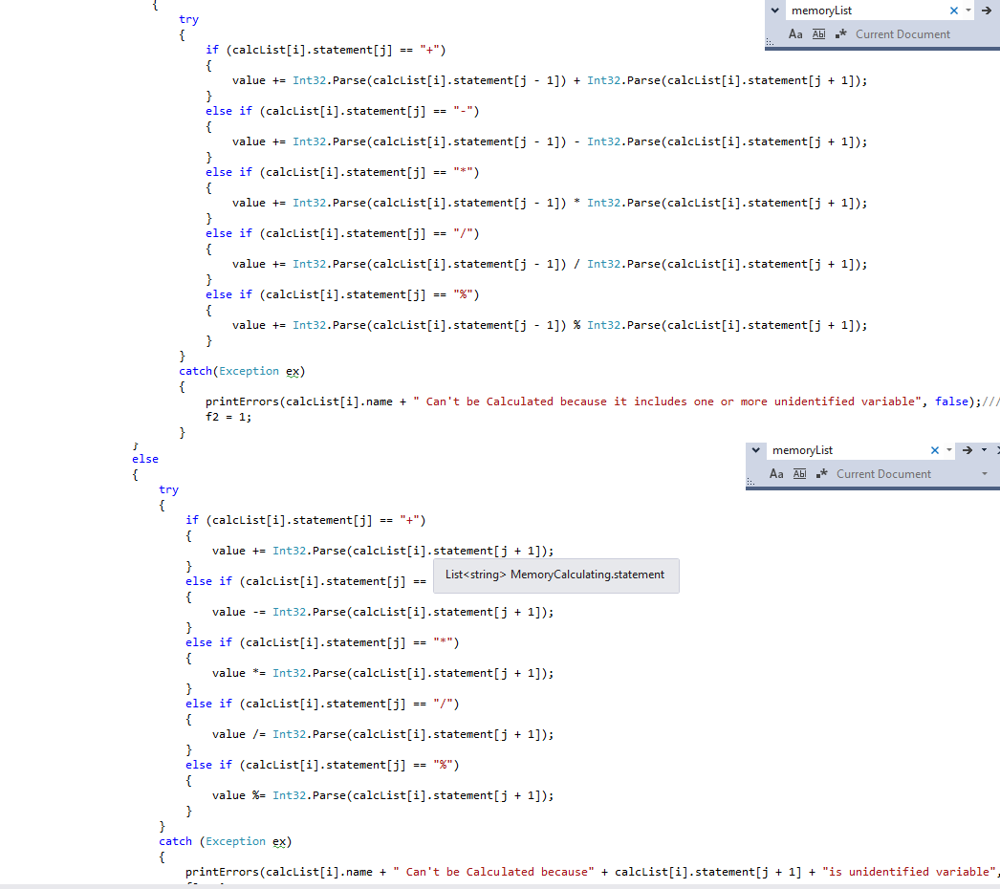 {
try
{
if (calcList[i].statement[j] == "+")
{
value += Int32.Parse(calcList[i].statement[j - 1]) + Int32.Parse(calcList[i].statement[j + 1]);
}
else if (calcList[i].statement[j] == "-")
{
value += Int32.Parse(calcList[i].statement[j - 1]) - Int32.Parse(calcList[i].statement[j + 1]);
}
else if (calcList[i].statement[j] == "*")
{
value += Int32.Parse(calcList[i].statement[j - 1]) * Int32.Parse(calcList[i].statement[j + 1]);
}
else if (calcList[i].statement[j] == "/")
{
value += Int32.Parse(calcList[i].statement[j - 1]) / Int32.Parse(calcList[i].statement[j + 1]);
}
else if (calcList[i].statement[j] == "%")
{
value += Int32.Parse(calcList[i].statement[j - 1]) % Int32.Parse(calcList[i].statement[j + 1]);
}
}
catch(Exception ex)
{
printErrors(calcList[i].name + " Can't be Calculated because it includes one or more unidentified variable", false);///
f2 = 1;
}
memoryList
Aa Abl .* Current Document
}
else
{
try
{
if (calcList[i].statement[j] == "+")
{
value += Int32.Parse(calcList[i].statement[j + 1]);
}
else if (calcList[i].statement[j] ==
List<string> MemoryCalculating.statement
{
value -= Int32.Parse(calcList[i].statement[j + 1]);
}
else if (calcList[i].statement[j] == "*")
{
value *= Int32.Parse(calcList[i].statement[j + 1]);
}
else if (calcList[i].statement[j] == "/")
{
value /= Int32.Parse(calcList[i].statement[j + 1]);
}
else if (calcList[i].statement[j] == "%")
{
value %= Int32.Parse(calcList[i].statement[j + 1]);
}
}
catch (Exception ex)
{
printErrors(calcList[i].name + " Can't be Calculated because" + calcList[i].statement[j + 1] + "is unidentified variable",
memoryList
Aa Abl .* Current Document